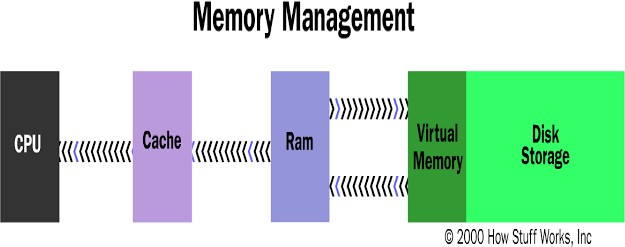 Memory Management
CPU
Cache
Ram
Virtual
Memory
Disk
Storage
© 2000 How Stuff Works, Inc